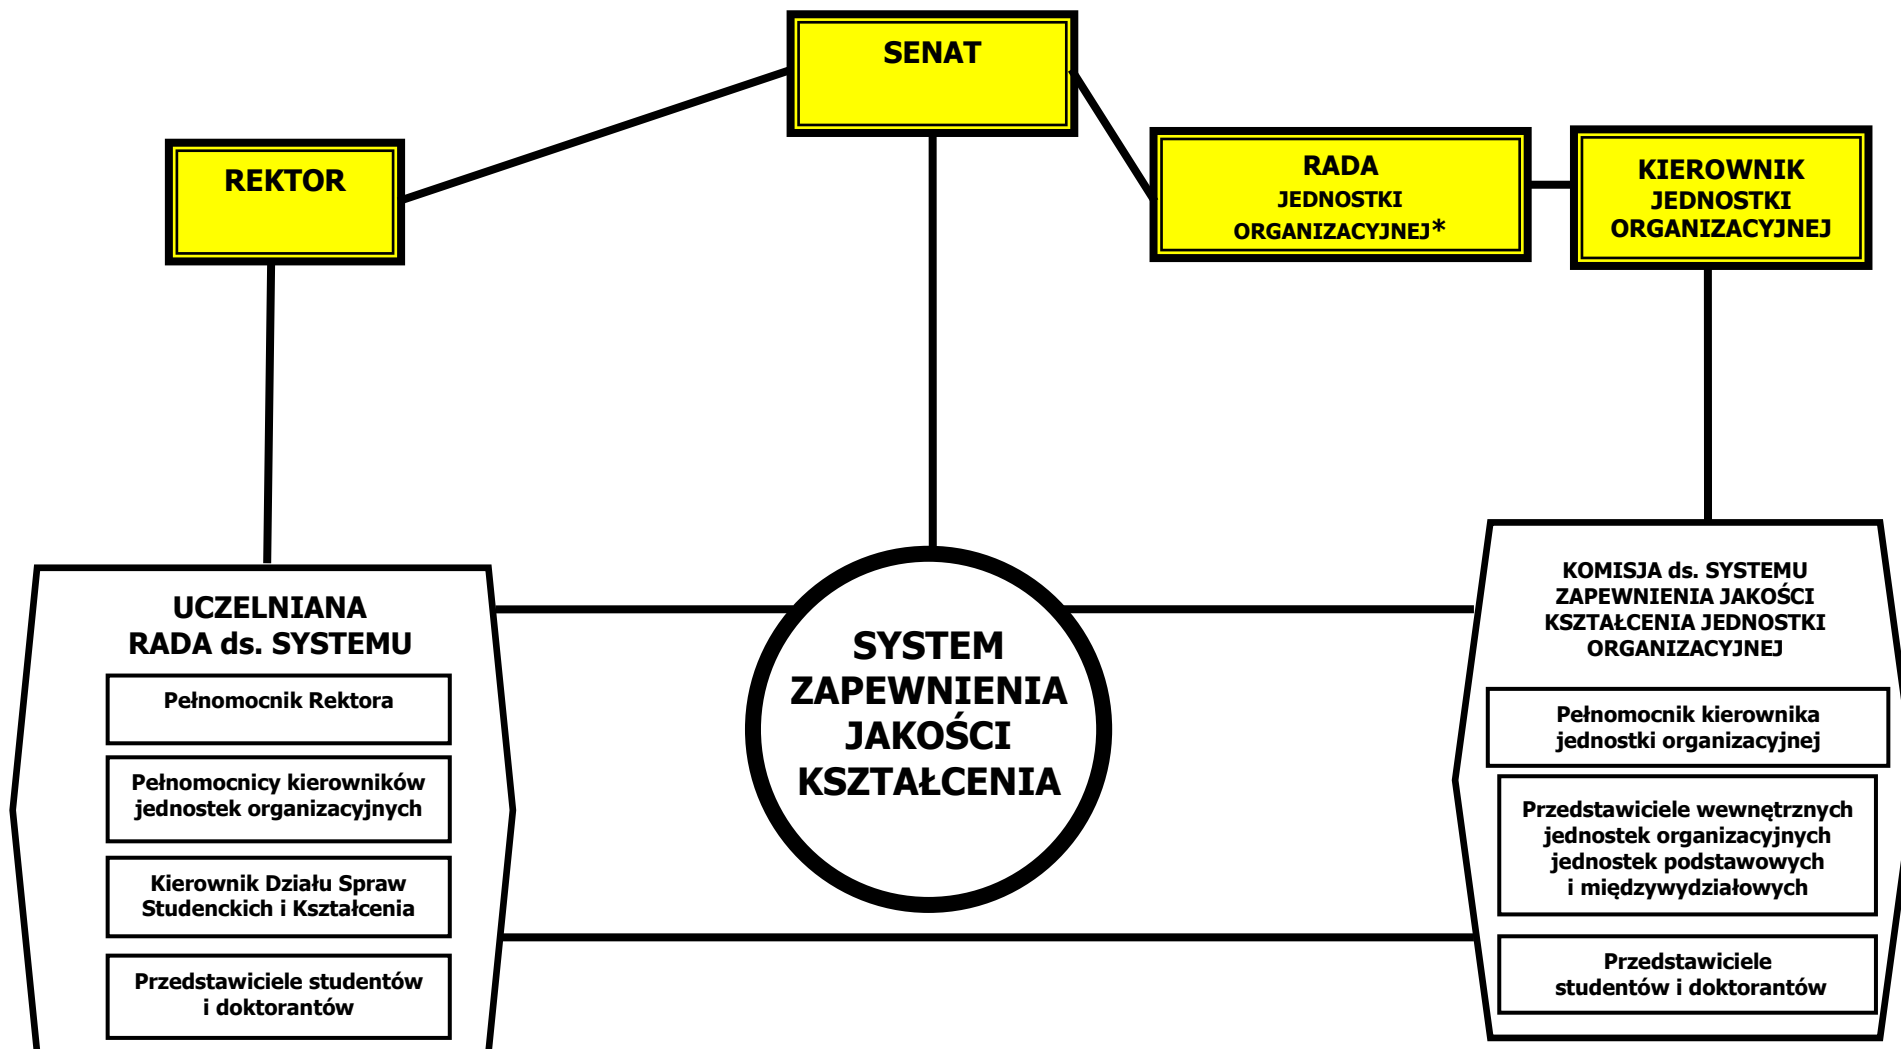 SENAT
REKTOR
RADA
JEDNOSTKI
ORGANIZACYJNEJ*
KIEROWNIK
JEDNOSTKI
ORGANIZACYJNEJ
UCZELNIANA
RADA ds. SYSTEMU
Pełnomocnik Rektora
Pełnomocnicy kierowników
jednostek organizacyjnych
Kierownik Działu Spraw
Studenckich i Kształcenia
Przedstawiciele studentów
i doktorantów
SYSTEM
ZAPEWNIENIA
JAKOŚCI
KSZTAŁCENIA
KOMISJA ds. SYSTEMU
ZAPEWNIENIA JAKOŚCI
KSZTAŁCENIA JEDNOSTKI
ORGANIZACYJNEJ
Pełnomocnik kierownika
jednostki organizacyjnej
Przedstawiciele wewnętrznych
jednostek organizacyjnych
jednostek podstawowych
i międzywydziałowych
Przedstawiciele
studentów i doktorantów